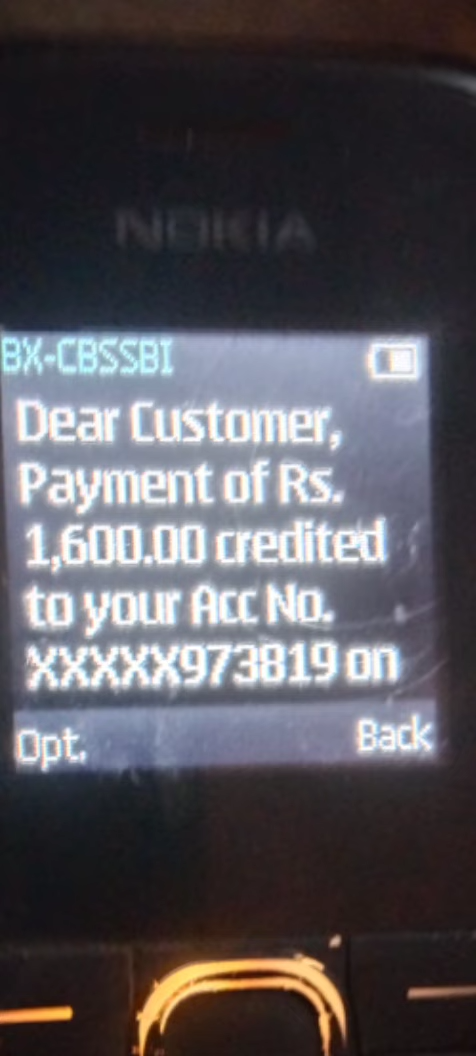 NOKIA
BX-CBSSBI
Dear Customer,
Payment of Rs.
1,600.00 credited
to your Acc No.
XXXXX973819 on
Opt. Back